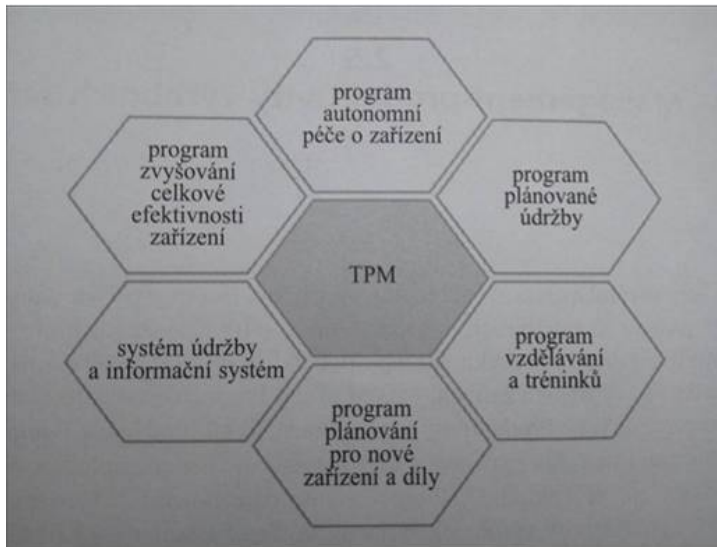 program
autonomní
péče o zařízení
program
zvyšování
celkové
efektivnosti
zařízení
program
plánované
údržby
TPM
systém údržby
a informační systém
program
vzdělávání
a tréninků
program
plánování
pro nové
zařízení a díly